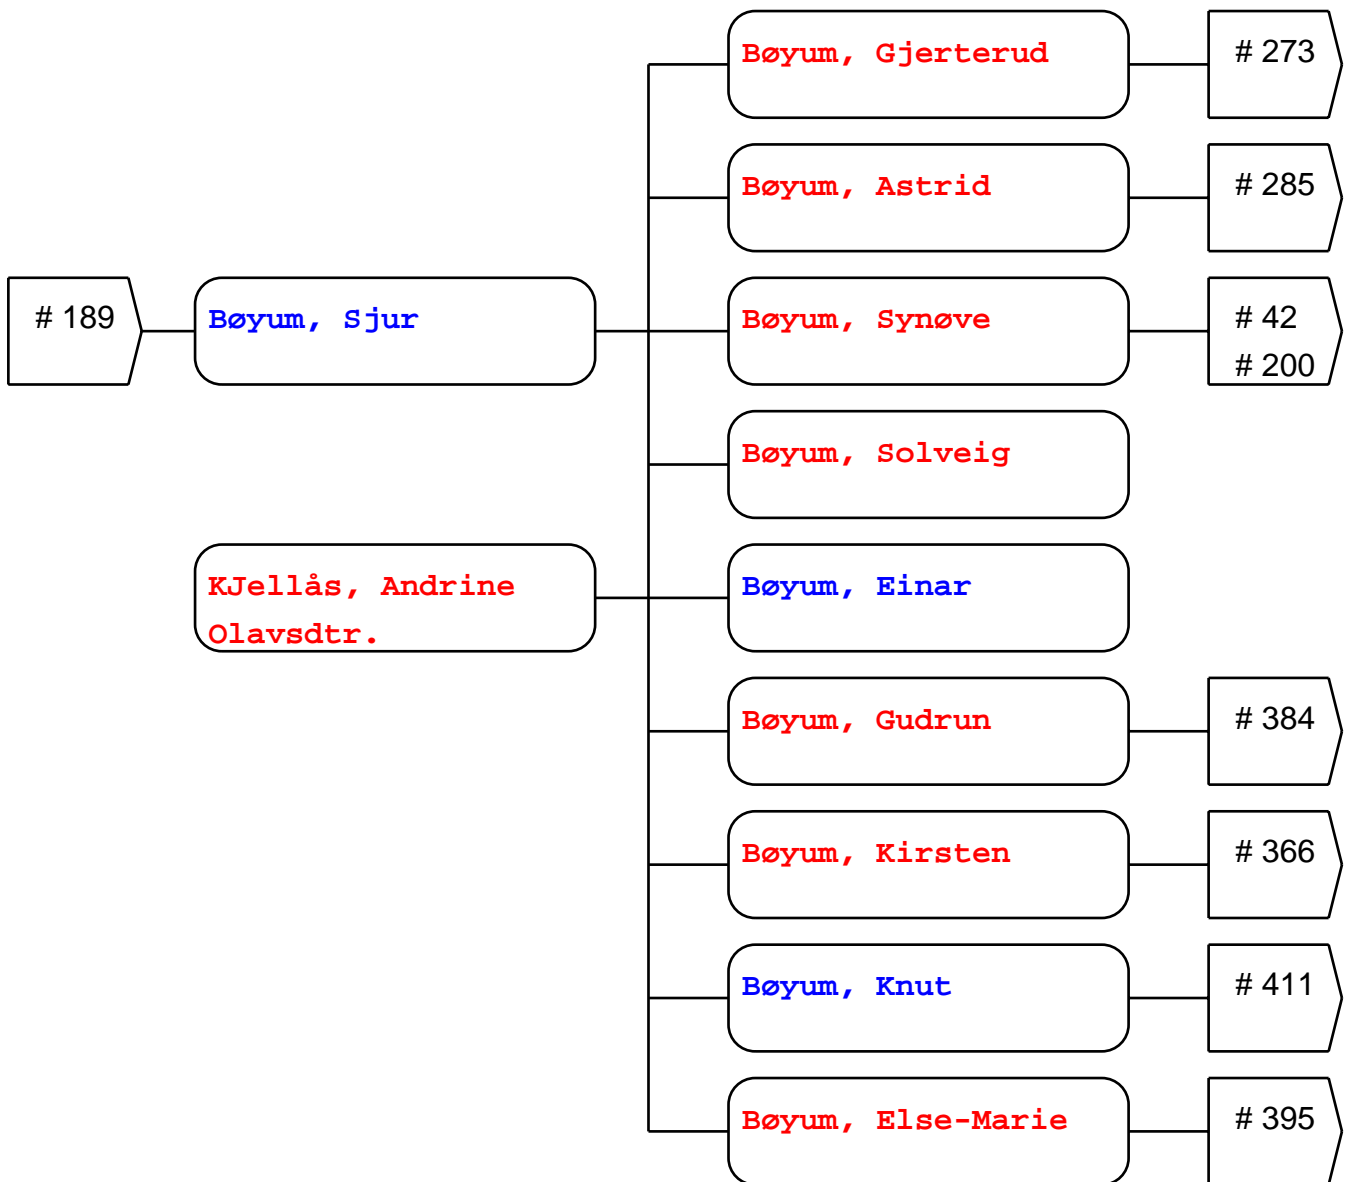 Bøyum, Gjerterud
# 273
Bøyum, Astrid
# 285
# 189
Bøyum, Sjur
Bøyum, Synøve
# 42
# 200
Bøyum, Solveig
KJellås, Andrine
Olavsdtr.
Bøyum, Einar
Bøyum, Gudrun
# 384
Bøyum, Kirsten
# 366
Bøyum, Knut
# 411
Bøyum, Else-Marie
# 395